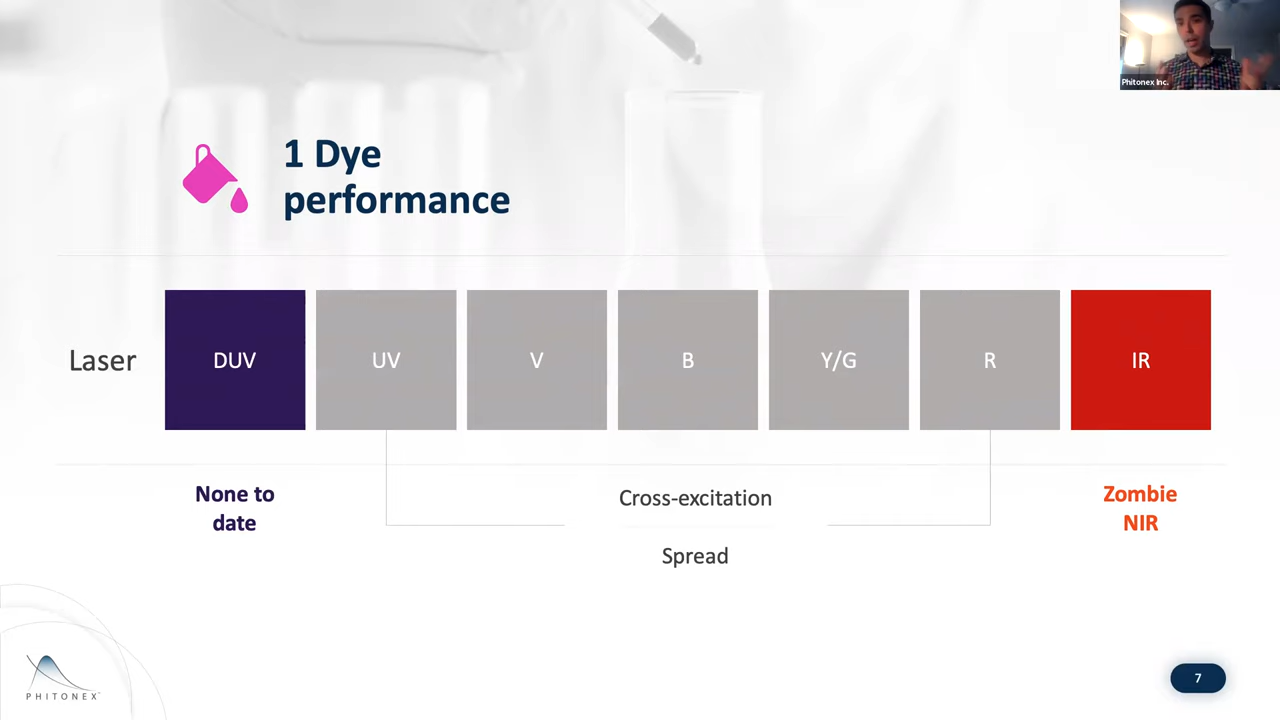 Phitonex Inc.
1 Dye
performance
Laser
DUV
UV
V
B
Y/G
R
IR
None to
date
Cross-excitation
Spread
Zombie
NIR
PHITONEX
7